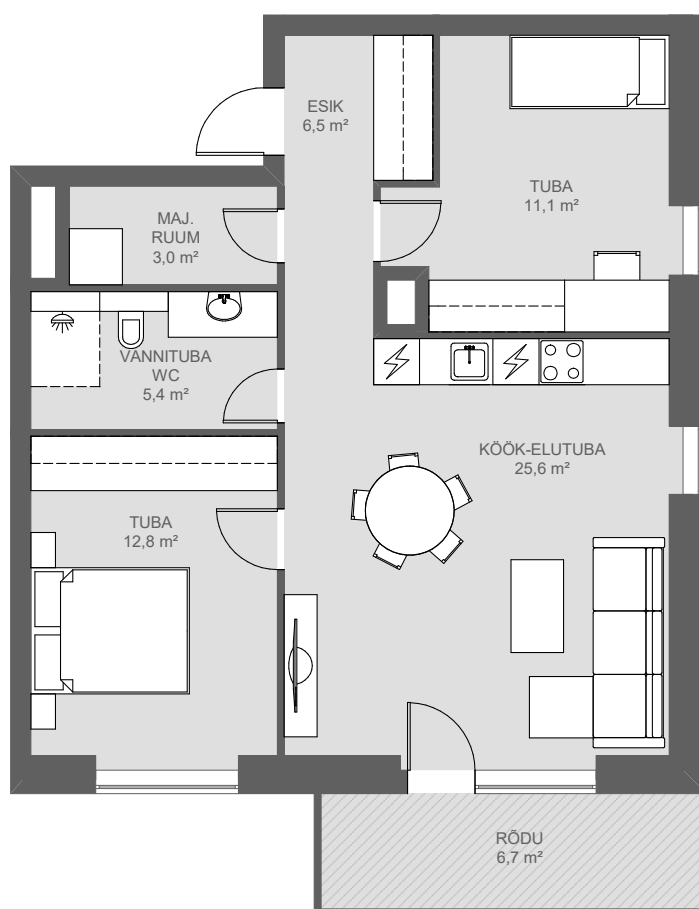 ESIK
6,5 m²
TUBA
11,1 m²
MAJ.
RUUM
3,0 m²
VANNITUBA
WC
5,4 m²
KÖÖK-ELUTUBA
25,6 m²
TUBA
12,8 m²
RÕDU
6,7 m²